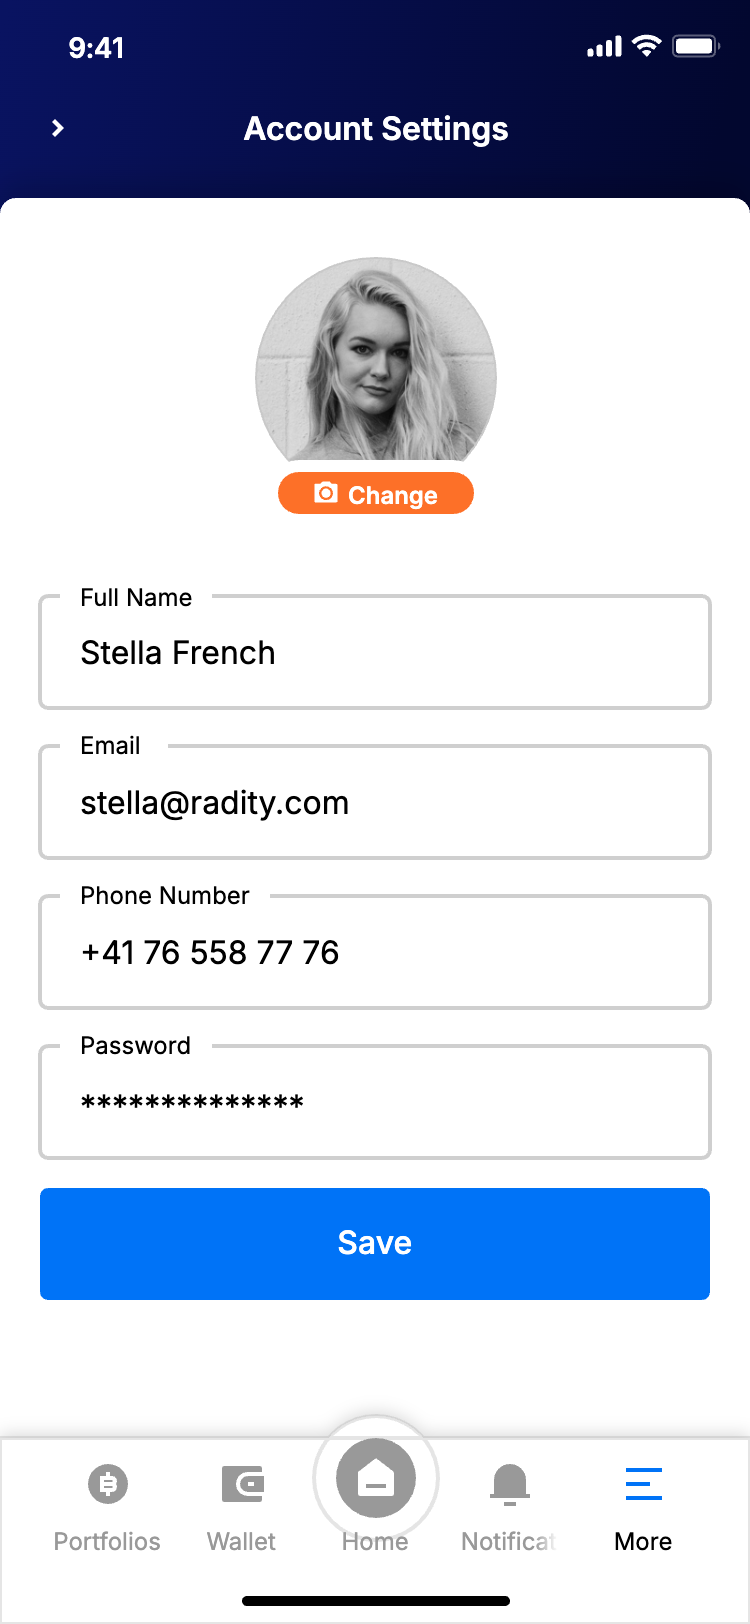 9:41
Account Settings
Change
Full Name
Stella French
Email
stella@radity.com
Phone Number
+41 76 558 77 76
Password
**************
Save
Portfolios
Wallet
Home
Notificat
More